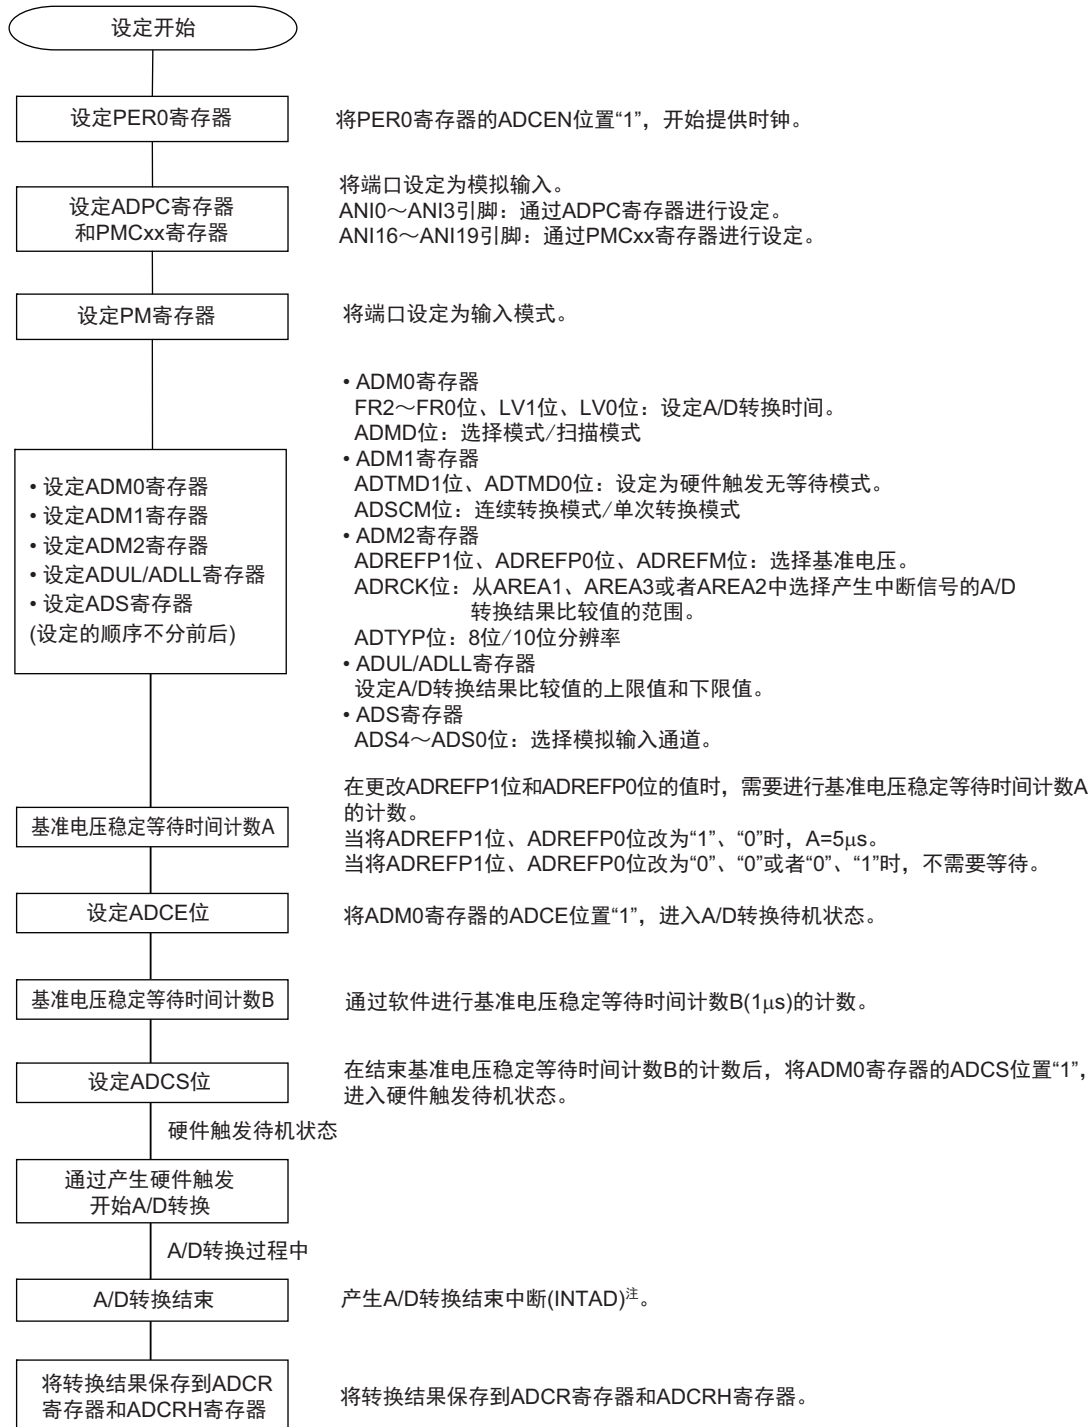 设定开始
设定PER0寄存器
将PER0寄存器的ADCEN位置“1”，开始提供时钟。
设定ADPC寄存器
和PMCxx寄存器
将端口设定为模拟输入。
ANI0～ANI3引脚：通过ADPC寄存器进行设定。
ANI16～ANI19引脚：通过PMCxx寄存器进行设定。
设定PM寄存器
将端口设定为输入模式。
• 设定ADM0寄存器
• 设定ADM1寄存器
• 设定ADM2寄存器
• 设定ADUL/ADLL寄存器
• 设定ADS寄存器
(设定的顺序不分前后)
• ADM0寄存器
FR2～FR0位、LV1位、LV0位：设定A/D转换时间。
ADMD位：选择模式/扫描模式
• ADM1寄存器
ADTMD1位、ADTMD0位：设定为硬件触发无等待模式。
ADSCM位：连续转换模式/单次转换模式
• ADM2寄存器
ADREFP1位、ADREFP0位、ADREFM位：选择基准电压。
ADRCK位：从AREA1、AREA3或者AREA2中选择产生中断信号的A/D
转换结果比较值的范围。
ADTYP位：8位/10位分辨率
• ADUL/ADLL寄存器
设定A/D转换结果比较值的上限值和下限值。
• ADS寄存器
ADS4～ADS0位：选择模拟输入通道。
基准电压稳定等待时间计数A
在更改ADREFP1位和ADREFP0位的值时，需要进行基准电压稳定等待时间计数A
的计数。
当将ADREFP1位、ADREFP0位改为“1”、“0”时，A=5μs。
当将ADREFP1位、ADREFP0位改为“0”、“0”或者“0”、“1”时，不需要等待。
设定ADCE位
将ADM0寄存器的ADCE位置“1”，进入A/D转换待机状态。
基准电压稳定等待时间计数B
通过软件进行基准电压稳定等待时间计数B(1μs)的计数。
设定ADCS位
在结束基准电压稳定等待时间计数B的计数后，将ADM0寄存器的ADCS位置“1”，
进入硬件触发待机状态。
硬件触发待机状态
通过产生硬件触发
开始A/D转换
A/D转换过程中
A/D转换结束
产生A/D转换结束中断(INTAD)注。
将转换结果保存到ADCR
寄存器和ADCRH寄存器
将转换结果保存到ADCR寄存器和ADCRH寄存器。